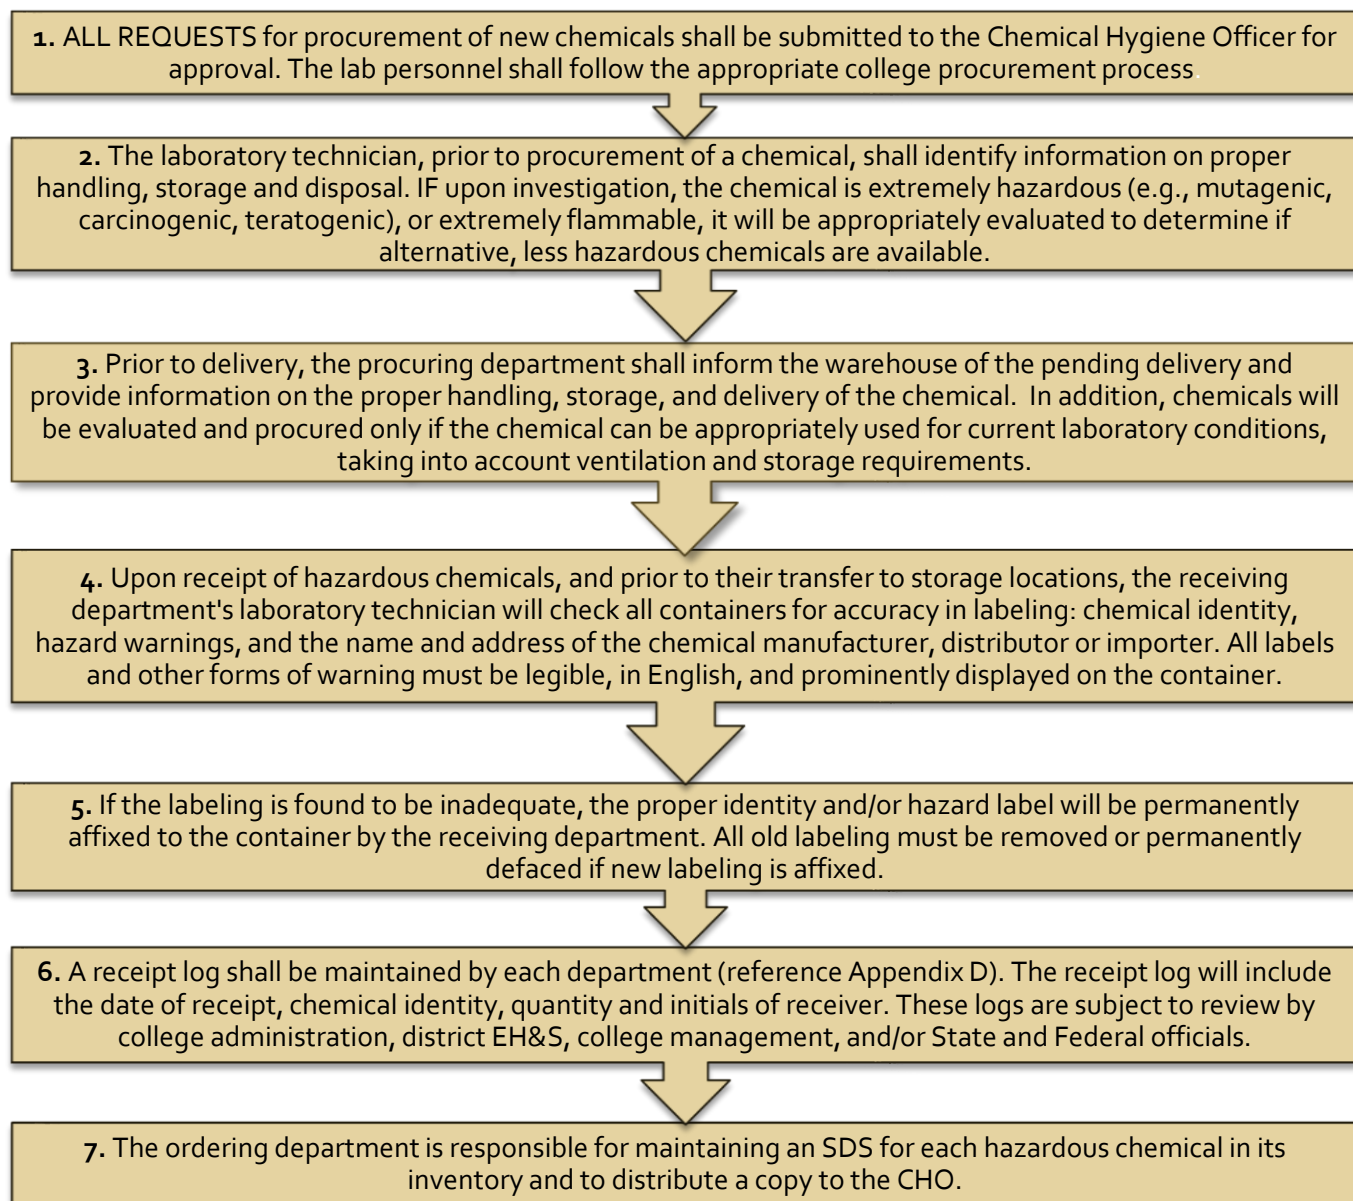 1. ALL REQUESTS for procurement of new chemicals shall be submitted to the Chemical Hygiene Officer for
approval. The lab personnel shall follow the appropriate college procurement process.
2. The laboratory technician, prior to procurement of a chemical, shall identify information on proper
handling, storage and disposal. IF upon investigation, the chemical is extremely hazardous (e.g., mutagenic,
carcinogenic, teratogenic), or extremely flammable, it will be appropriately evaluated to determine if
alternative, less hazardous chemicals are available.
3. Prior to delivery, the procuring department shall inform the warehouse of the pending delivery and
provide information on the proper handling, storage, and delivery of the chemical. In addition, chemicals will
be evaluated and procured only if the chemical can be appropriately used for current laboratory conditions,
taking into account ventilation and storage requirements.
4. Upon receipt of hazardous chemicals, and prior to their transfer to storage locations, the receiving
department's laboratory technician will check all containers for accuracy in labeling: chemical identity,
hazard warnings, and the name and address of the chemical manufacturer, distributor or importer. All labels
and other forms of warning must be legible, in English, and prominently displayed on the container.
5. If the labeling is found to be inadequate, the proper identity and/or hazard label will be permanently
affixed to the container by the receiving department. All old labeling must be removed or permanently
defaced if new labeling is affixed.
6. A receipt log shall be maintained by each department (reference Appendix D). The receipt log will include
the date of receipt, chemical identity, quantity and initials of receiver. These logs are subject to review by
college administration, district EH&S, college management, and/or State and Federal officials.
7. The ordering department is responsible for maintaining an SDS for each hazardous chemical in its
inventory and to distribute a copy to the CHO.